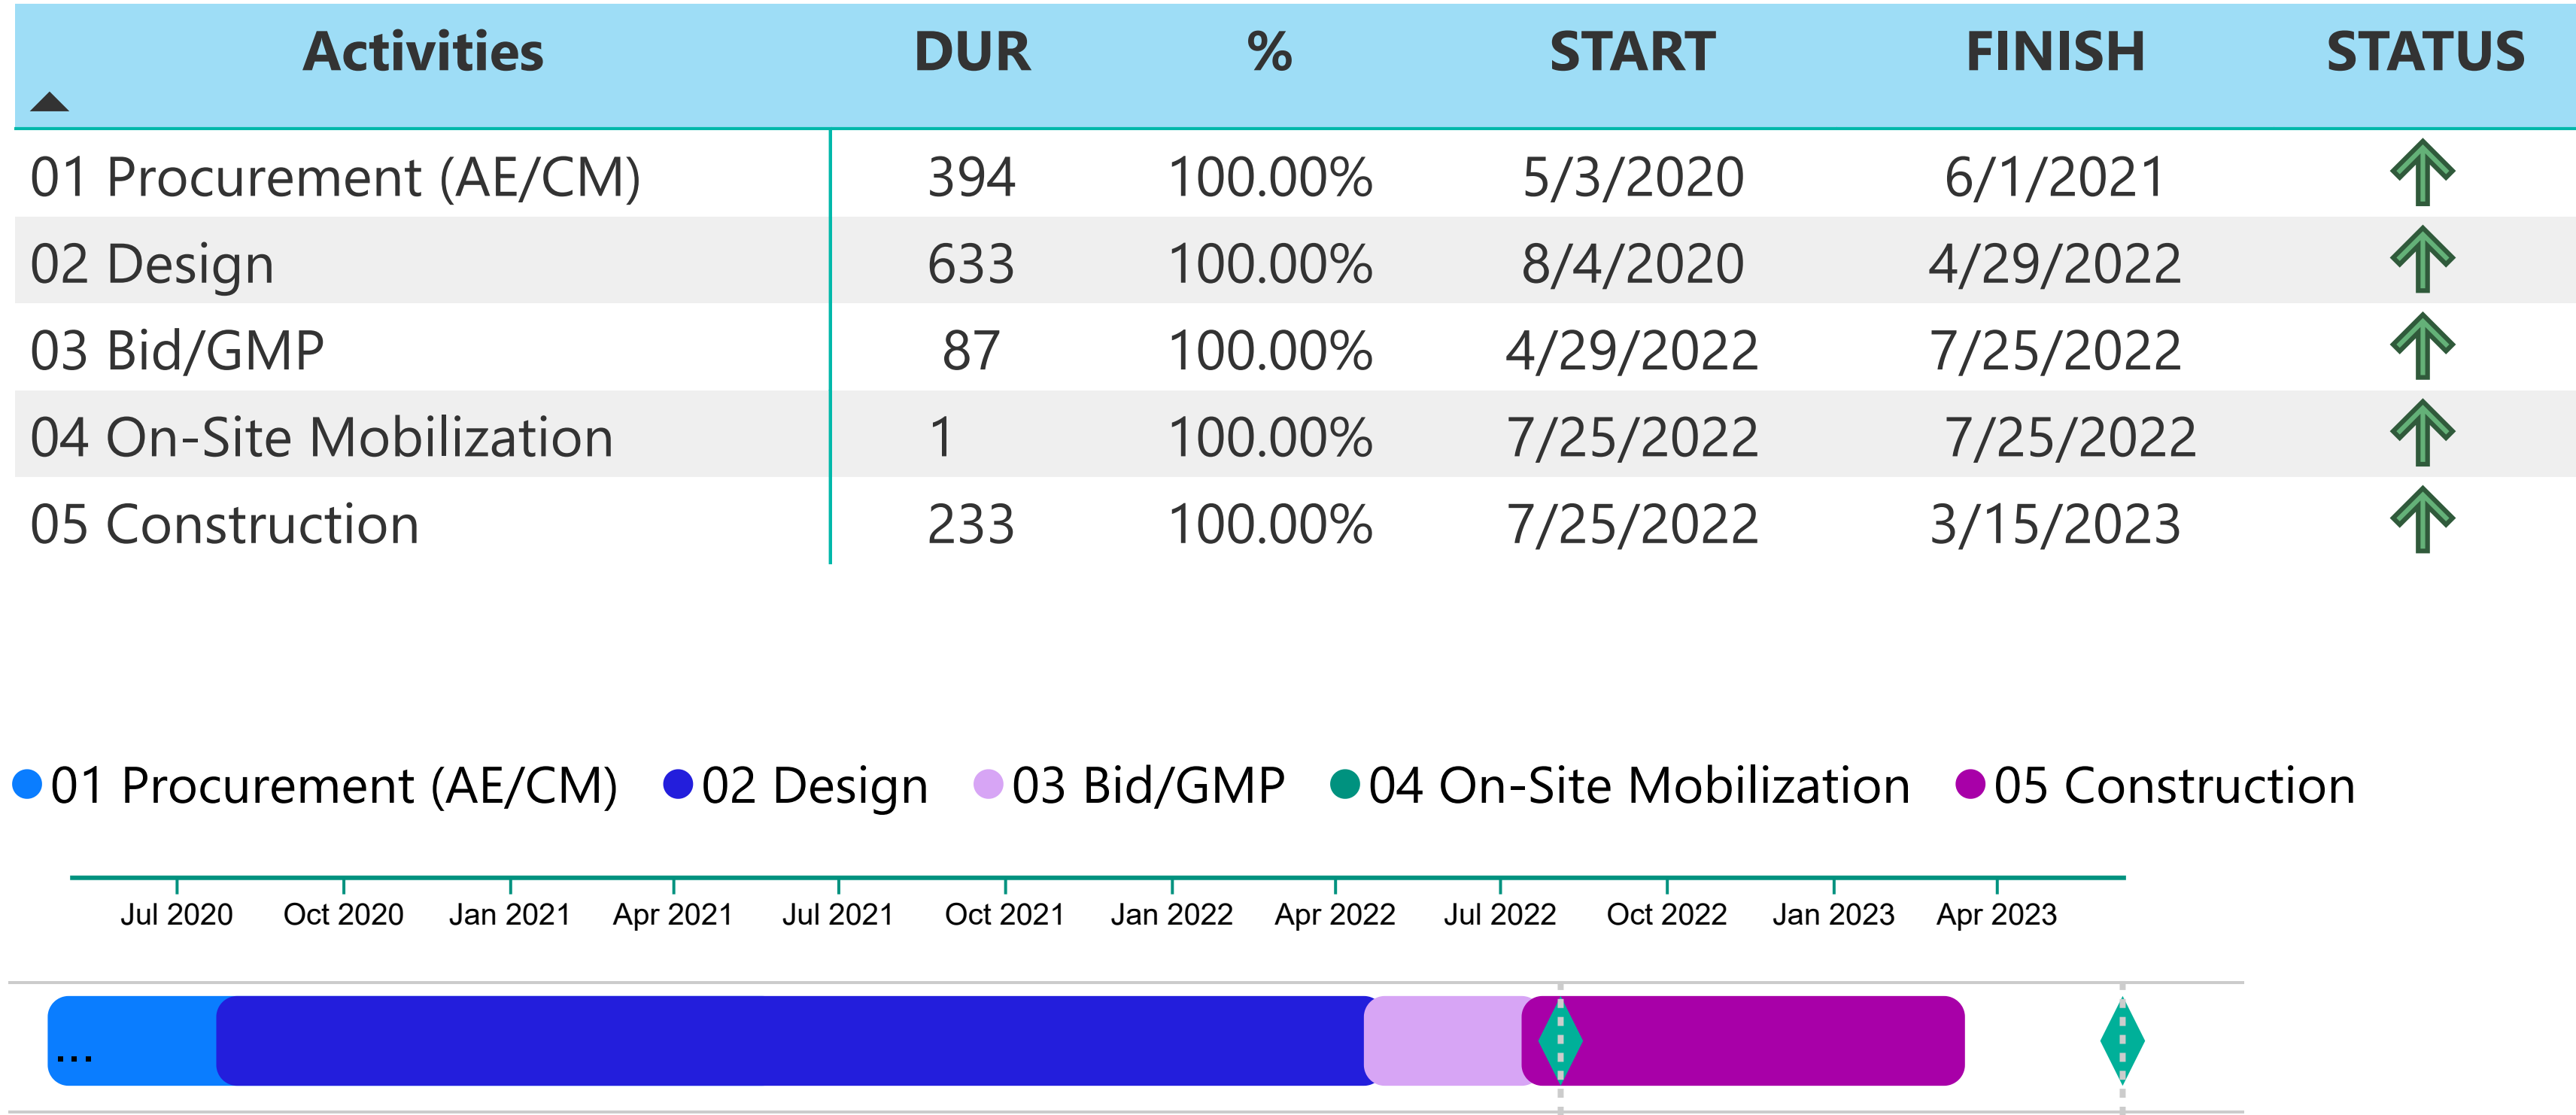 Activities DUR % START FINISH STATUS
01 Procurement (AE/CM) 394 100.00% 5/3/2020 6/1/2021
02 Design 633 100.00% 8/4/2020 4/29/2022
03 Bid/GMP 87 100.00% 4/29/2022 7/25/2022
04 On-Site Mobilization 1 100.00% 7/25/2022 7/25/2022
05 Construction 233 100.00% 7/25/2022 3/15/2023
01 Procurement (AE/CM) 02 Design 03 Bid/GMP 04 On-Site Mobilization 05 Construction
Jul 2020 Oct 2020 Jan 2021 Apr 2021 Jul 2021 Oct 2021 Jan 2022 Apr 2022 Jul 2022 Oct 2022 Jan 2023 Apr 2023
...